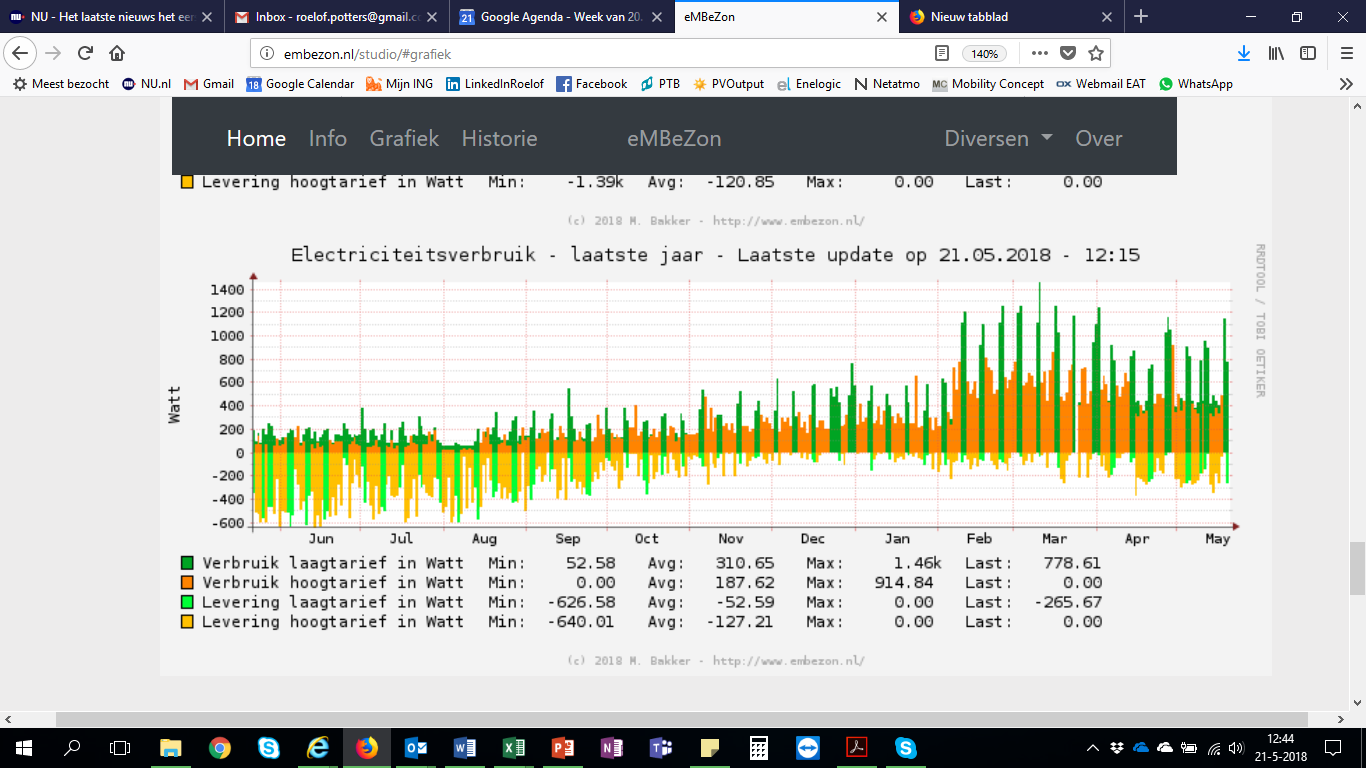 NU - Het laatste nieuws het eer
Inbox - roelof.potters@gmail.c
Google Agenda - Week van 20.
eMBeZon
Nieuw tabblad
embezon.nl/studio/#grafiek
140%
Meest bezocht
NU.nl
Gmail
18 Google Calendar
Mijn ING
LinkedInRoelof
Facebook
PTB
PVOutput
el Enelogic
Netatmo
MC Mobility Concept
OX Webmail EAT
WhatsApp
Home Info Grafiek Historie eMBeZon Diversen Over
Levering hoogtarief in Watt Min: -1.39k Avg: -120.85 Max: 0.00 Last: 0.00
(c) 2018 M. Bakker - http://www.embezon.nl/
Electriciteitsverbruik - laatste jaar - Laatste update op 21.05.2018 - 12:15
RRDTOOL / TOBI OETIKER
Watt
1400
1200
1000
800
600
400
200
0
-200
-400
-600
Jun Jul Aug Sep Oct Nov Dec Jan Feb Mar Apr May
Verbruik laagtarief in Watt Min: 52.58 Avg: 310.65 Max: 1.46k Last: 778.61
Verbruik hoogtarief in Watt Min: 0.00 Avg: 187.62 Max: 914.84 Last: 0.00
Levering laagtarief in Watt Min: -626.58 Avg: -52.59 Max: 0.00 Last: -265.67
Levering hoogtarief in Watt Min: -640.01 Avg: -127.21 Max: 0.00 Last: 0.00
(c) 2018 M. Bakker - http://www.embezon.nl/
12:44
21-5-2018